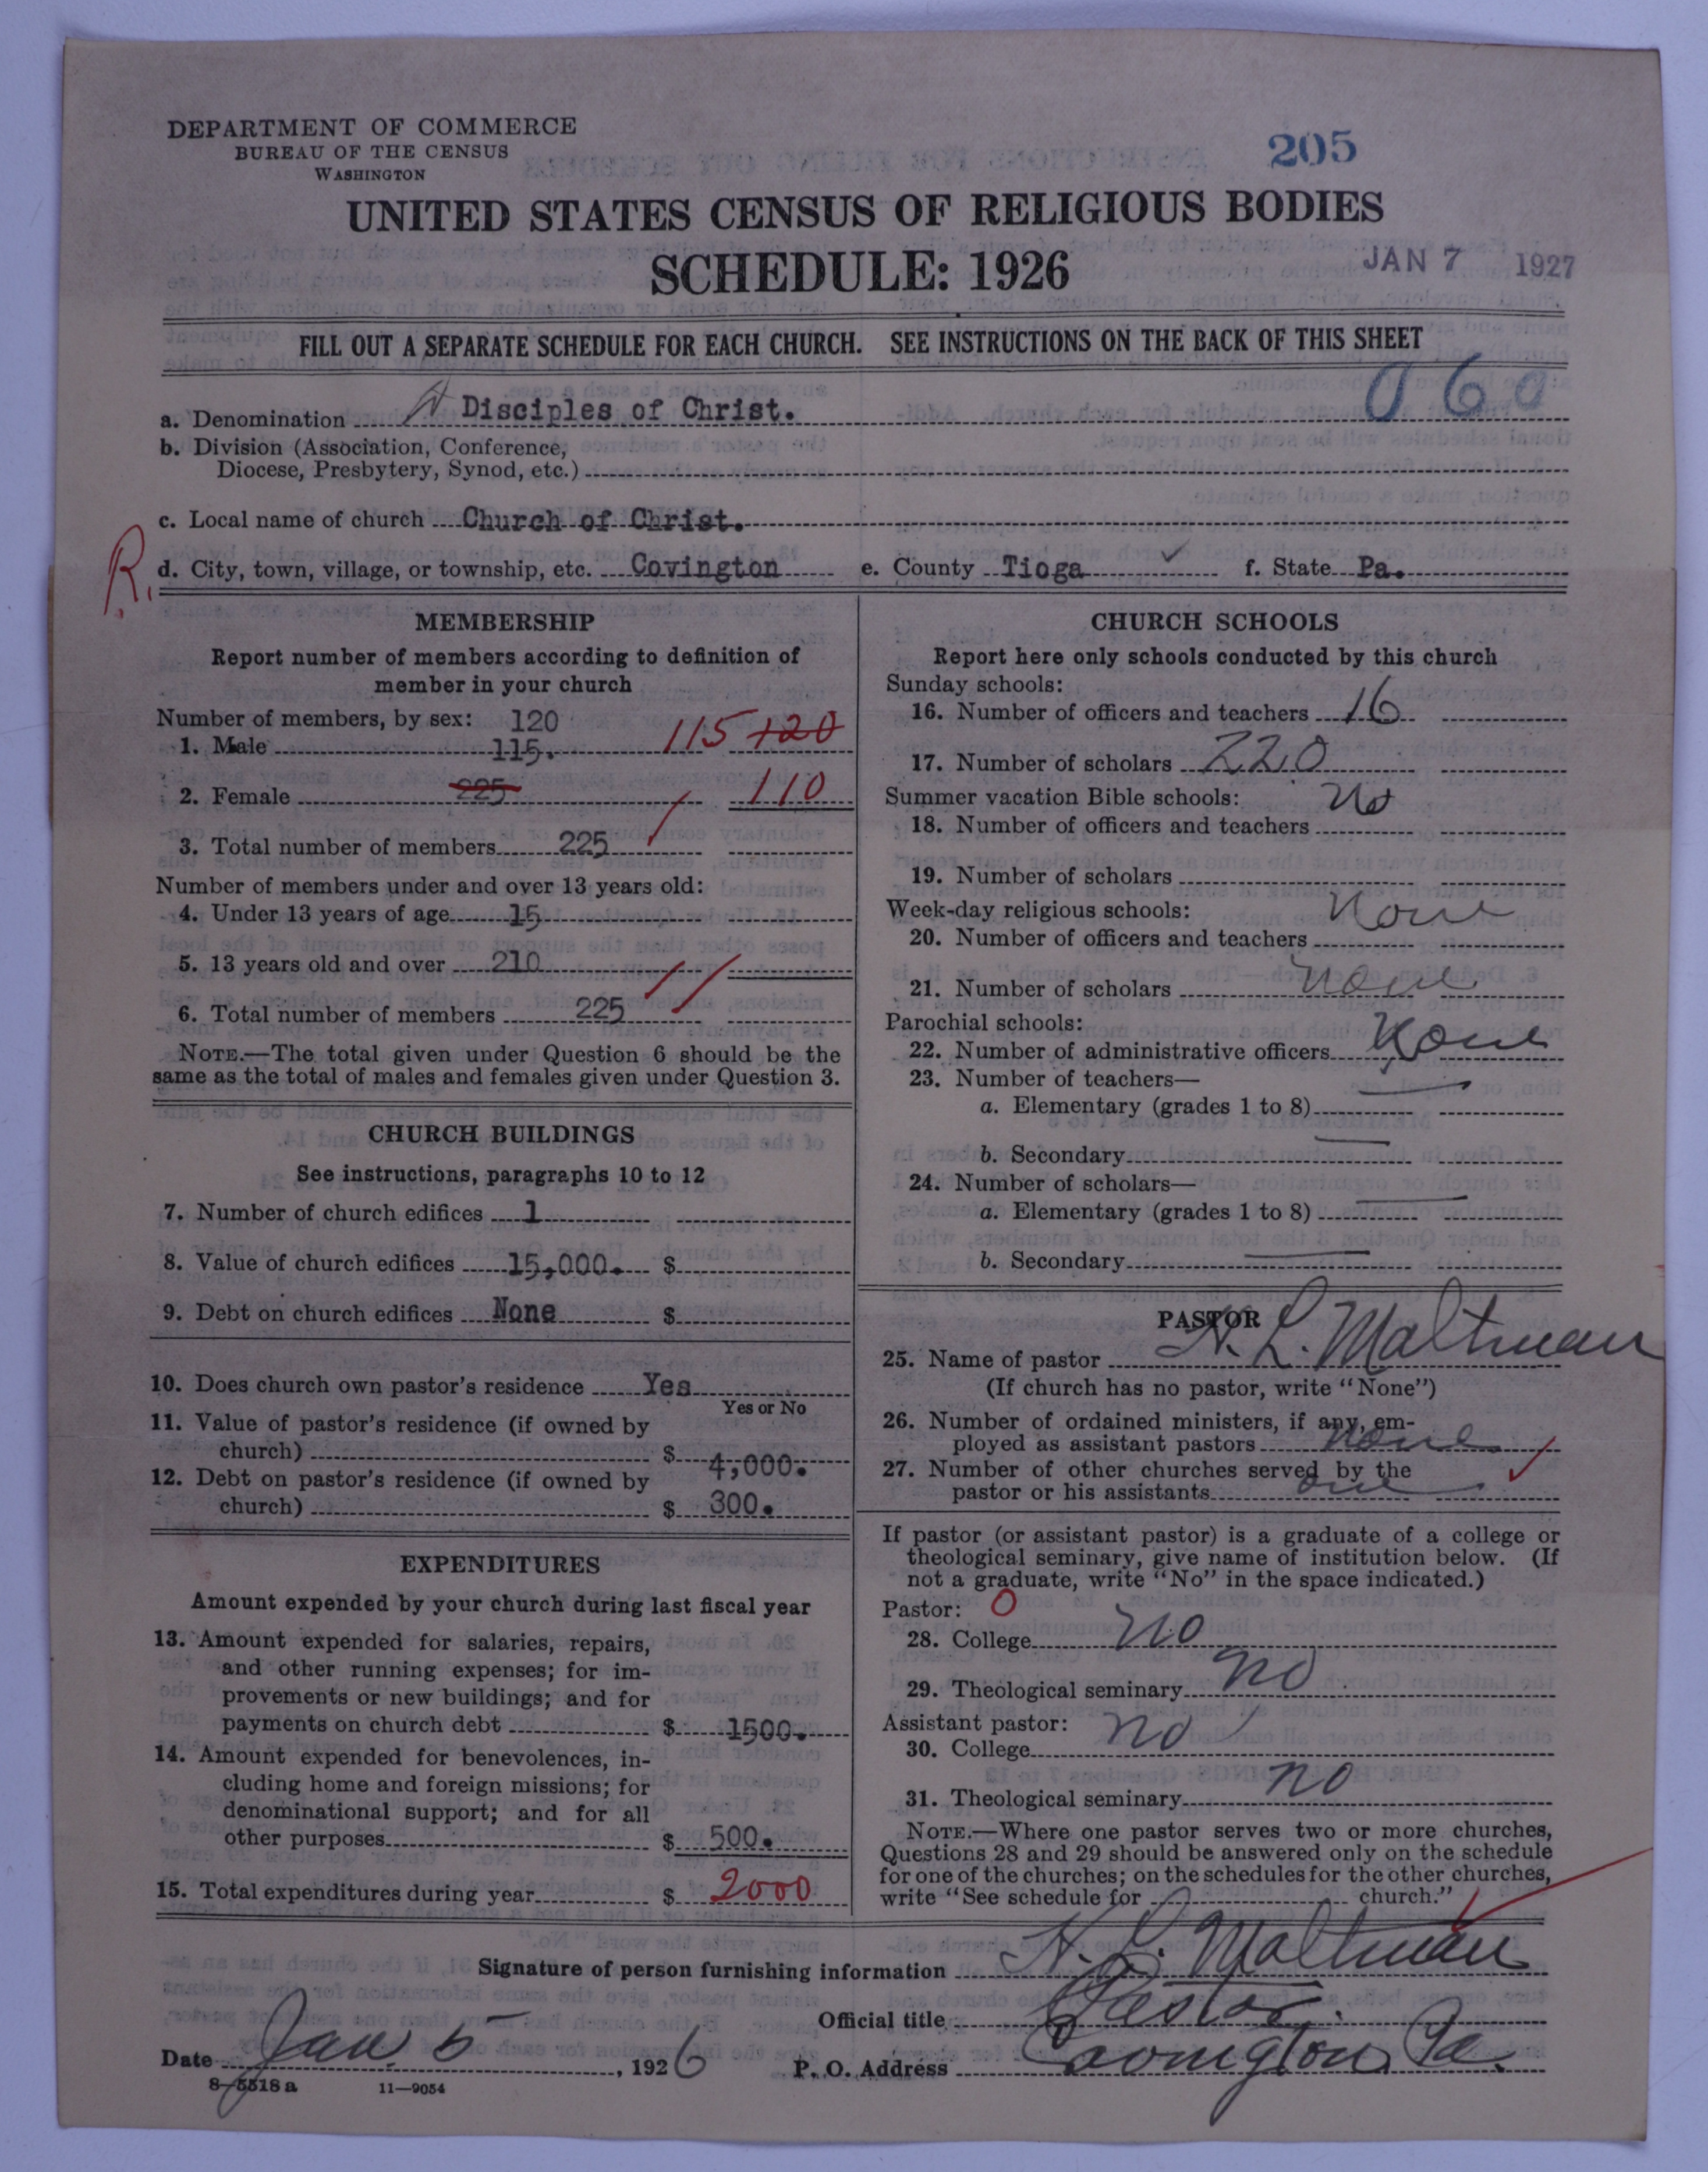 DEPARTMENT OF COMMERCE
BUREAU OF THE CENSUS
WASHINGTON
205
UNITED STATES CENSUS OF RELIGIOUS BODIES
SCHEDULE: 1926
JAN 7 1927
FILL OUT A SEPARATE SCHEDULE FOR EACH CHURCH. SEE INSTRUCTIONS ON THE BACK OF THIS SHEET
060
a. Denomination Disciples of Christ.
b. Division (Association, Conference,
Diocese, Presbytery, Synod, etc.)
c. Local name of church Church of Christ.
R.
d. City, town, village, or township, etc. Covington e. County Tioga f. State Pa.
MEMBERSHIP
Report number of members according to definition of
member in your church
Number of members, by sex: 120
1. Male 115. 115 120
2. Female 225 110
3. Total number of members 225
Number of members under and over 13 years old:
4. Under 13 years of age 15
5. 13 years old and over 210
6. Total number of members 225
NOTE.—The total given under Question 6 should be the
same as the total of males and females given under Question 3.
CHURCH BUILDINGS
See instructions, paragraphs 10 to 12
7. Number of church edifices 1
8. Value of church edifices 15,000. $
9. Debt on church edifices None $
10. Does church own pastor's residence Yes
Yes or No
11. Value of pastor's residence (if owned by
church) $ 4,000.
12. Debt on pastor's residence (if owned by
church) $ 300.
EXPENDITURES
Amount expended by your church during last fiscal year
13. Amount expended for salaries, repairs,
and other running expenses; for im-
provements or new buildings; and for
payments on church debt $ 1500.
14. Amount expended for benevolences, in-
cluding home and foreign missions; for
denominational support; and for all
other purposes $ 500.
15. Total expenditures during year $ 2000
CHURCH SCHOOLS
Report here only schools conducted by this church
Sunday schools:
16. Number of officers and teachers 16
17. Number of scholars 220
Summer vacation Bible schools: No
18. Number of officers and teachers
19. Number of scholars
Week-day religious schools: None
20. Number of officers and teachers
21. Number of scholars None
Parochial schools:
22. Number of administrative officers None
23. Number of teachers—
a. Elementary (grades 1 to 8)
b. Secondary
24. Number of scholars—
a. Elementary (grades 1 to 8)
b. Secondary
PASTOR
25. Name of pastor H. L. Maltman
(If church has no pastor, write "None")
26. Number of ordained ministers, if any, em-
ployed as assistant pastors none
27. Number of other churches served by the
pastor or his assistants one
If pastor (or assistant pastor) is a graduate of a college or
theological seminary, give name of institution below. (If
not a graduate, write "No" in the space indicated.)
Pastor: 0
28. College no
29. Theological seminary no
Assistant pastor:
30. College no
31. Theological seminary no
NOTE.—Where one pastor serves two or more churches,
Questions 28 and 29 should be answered only on the schedule
for one of the churches; on the schedules for the other churches,
write "See schedule for church."
Signature of person furnishing information H. L. Maltman
Official title Pastor.
Date Jan. 5, 1926 P. O. Address Covington, Pa.
8-5518a 11-9054